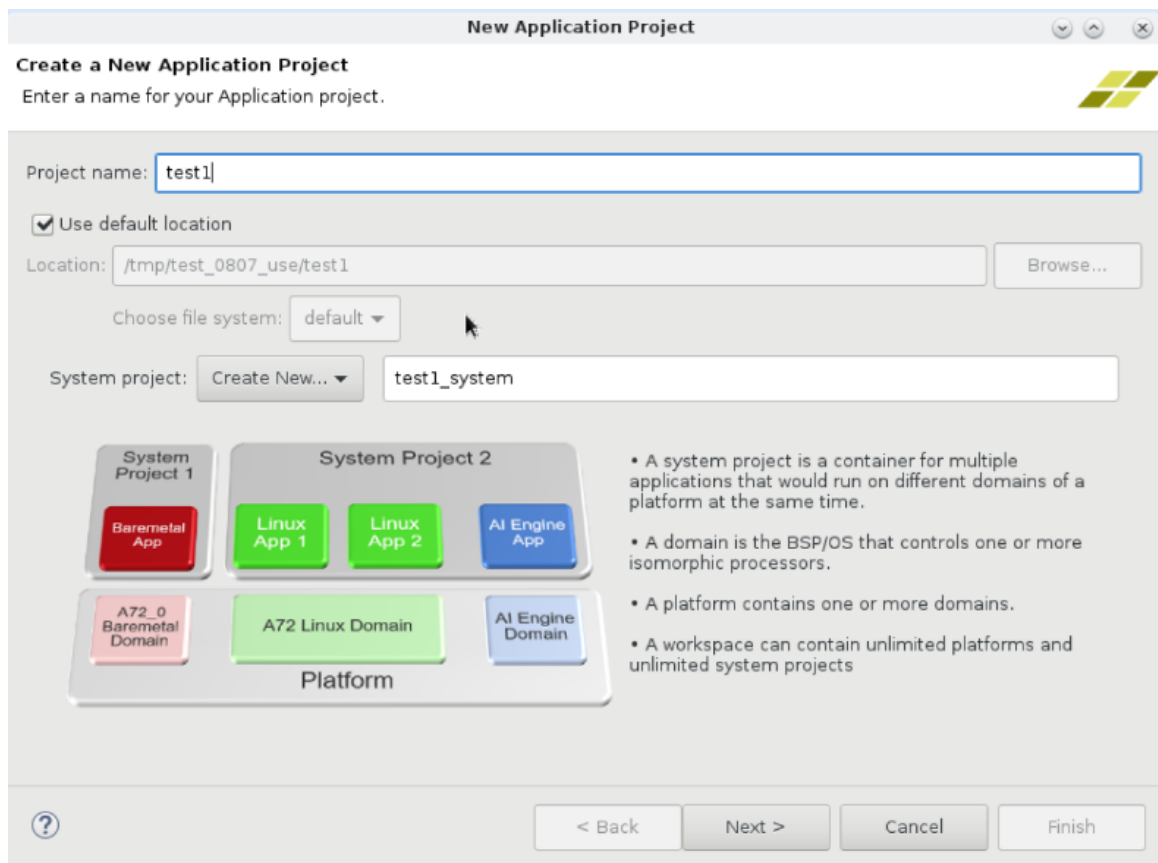 New Application Project
Create a New Application Project
Enter a name for your Application project.
Project name: test1
Use default location
Location: /tmp/test_0807_use/test1 Browse...
Choose file system: default
System project: Create New... test1_system
System
Project 1
System Project 2
Baremetal
App
Linux
App 1
Linux
App 2
AI Engine
App
A72_0
Baremetal
Domain
A72 Linux Domain
AI Engine
Domain
Platform
• A system project is a container for multiple
applications that would run on different domains of a
platform at the same time.
• A domain is the BSP/OS that controls one or more
isomorphic processors.
• A platform contains one or more domains.
• A workspace can contain unlimited platforms and
unlimited system projects
? < Back Next > Cancel Finish